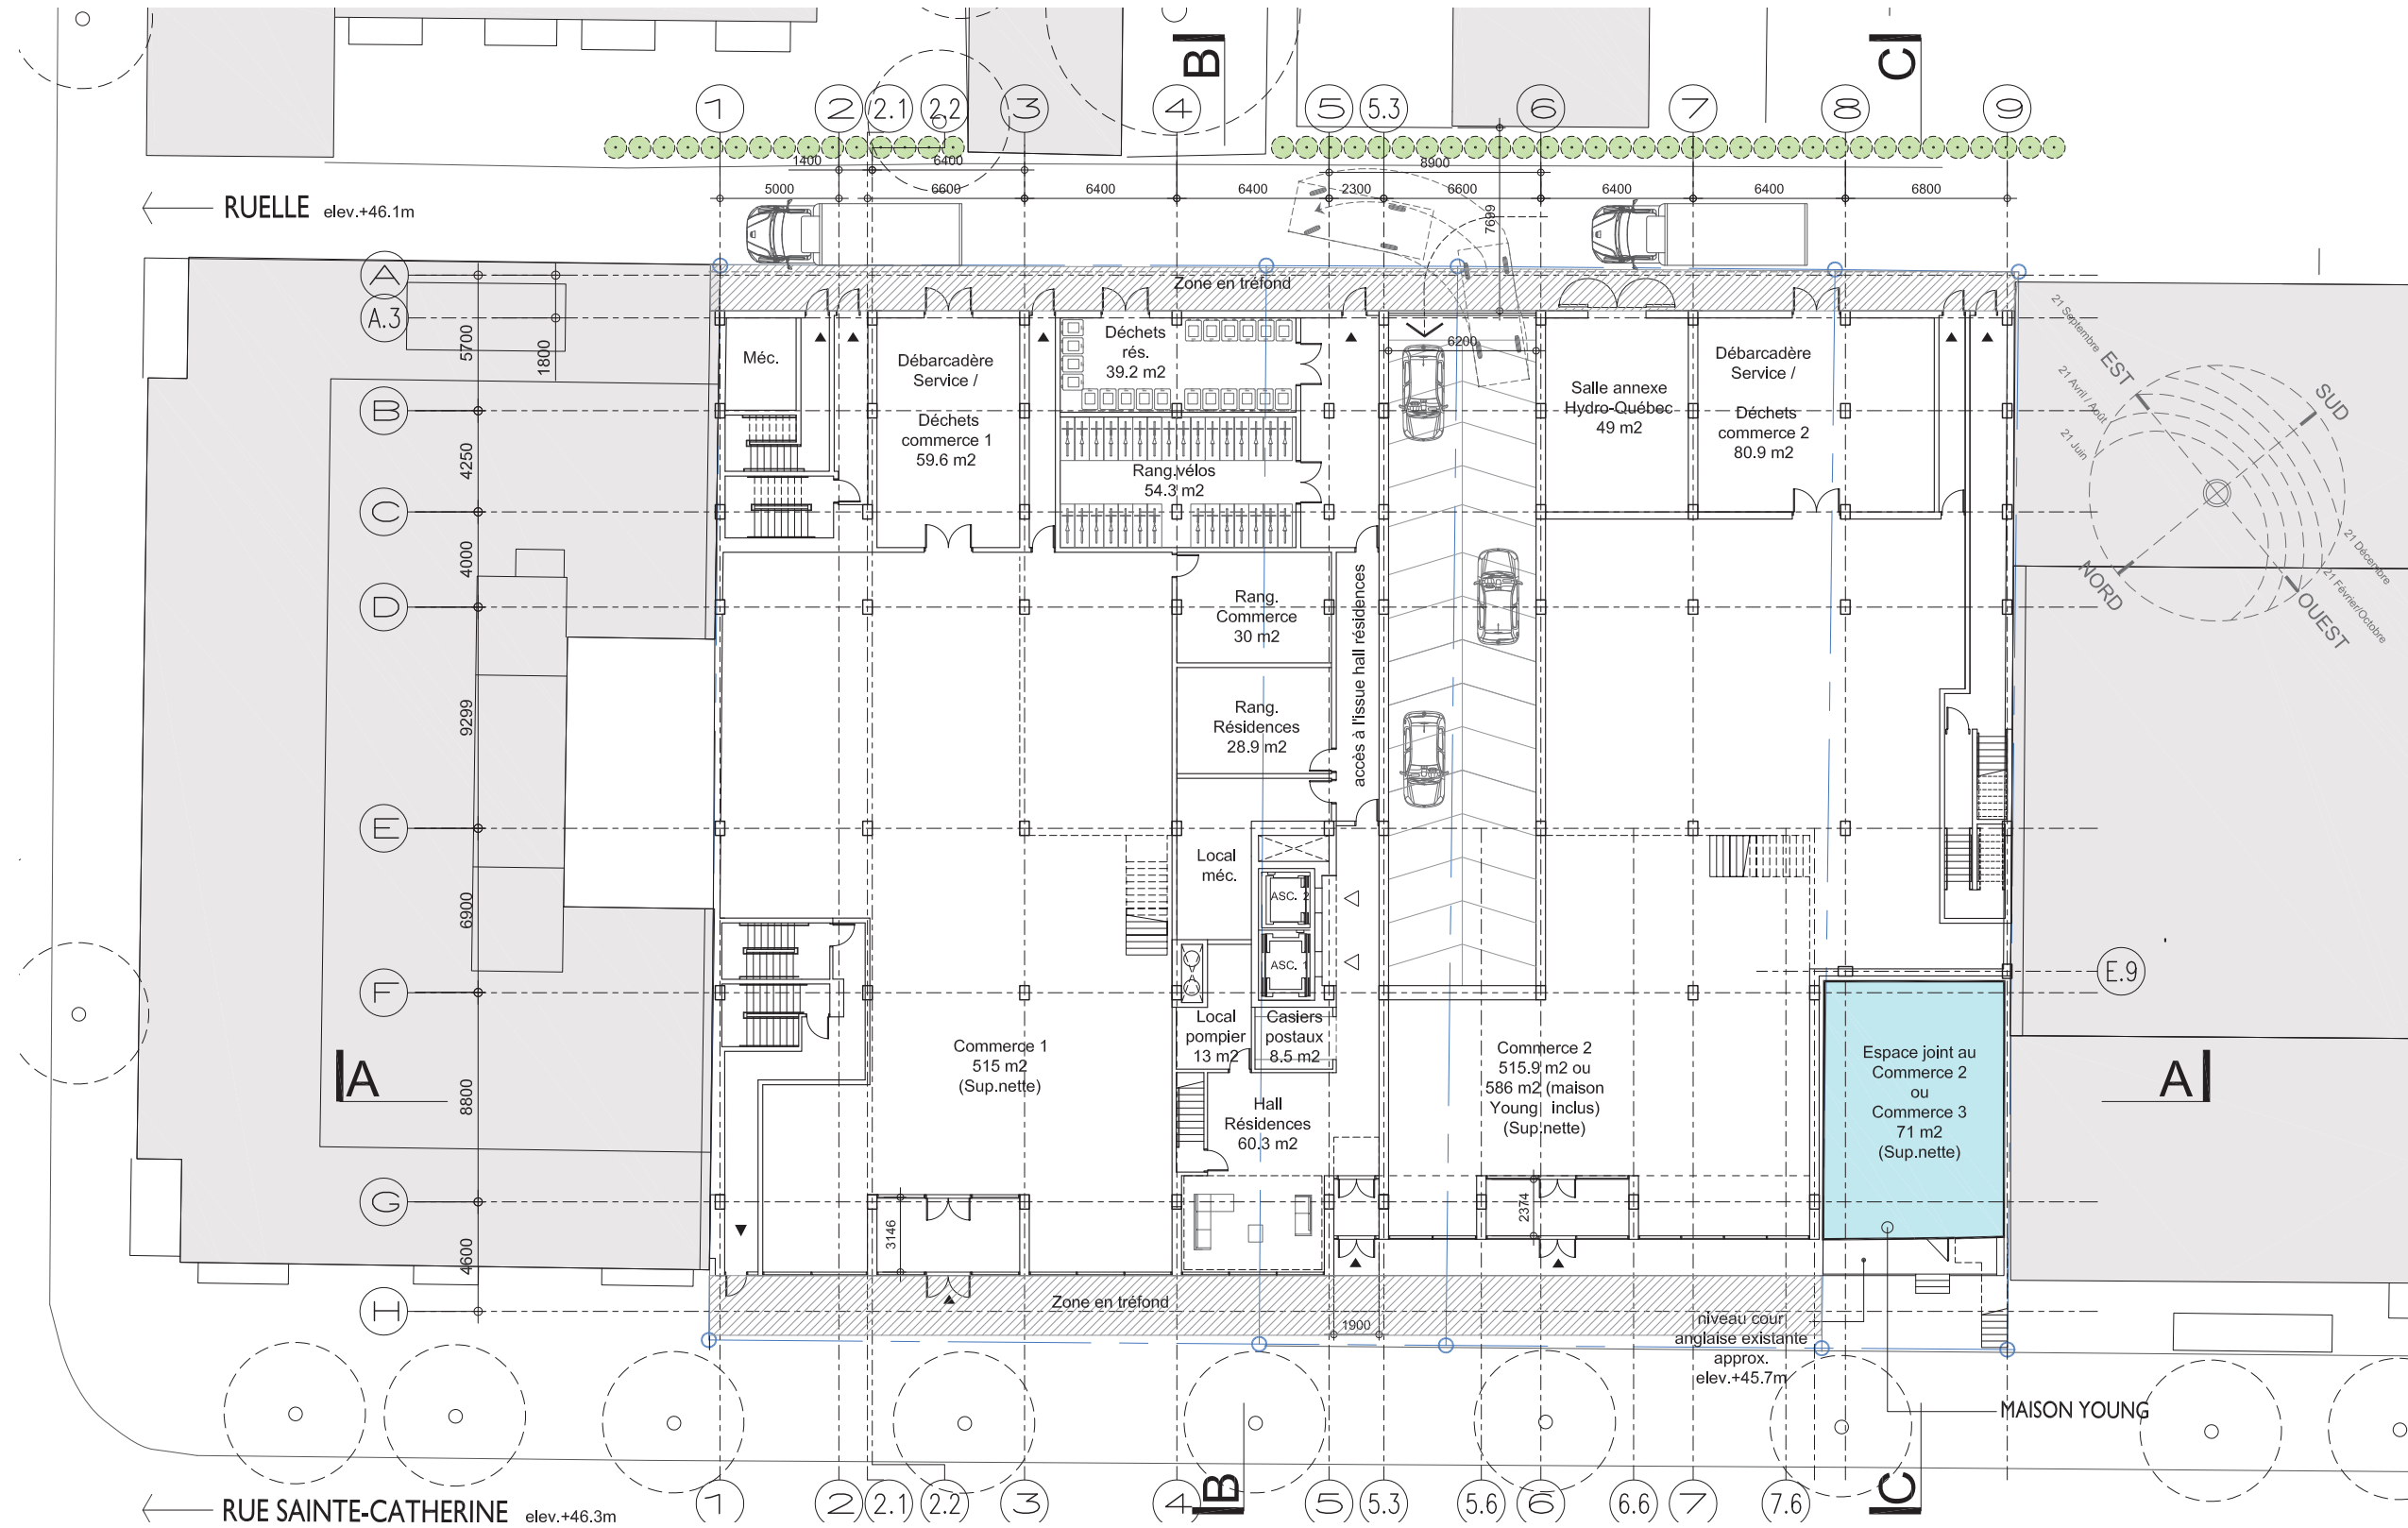 B
C
1
2
2.1
2.2
3
4
5
5.3
6
7
8
9
1400
6400
8900
5000
6600
6400
6400
2300
6600
6400
6400
6800
7699
RUELLE elev.+46.1m
A
A.3
B
C
D
E
F
G
H
5700
1800
4250
4000
9299
6900
8800
4600
Zone en tréfond
Méc.
Débarcadère
Service /
Déchets
commerce 1
59.6 m2
Déchets
rés.
39.2 m2
Rang.vélos
54.3 m2
6200
Salle annexe
Hydro-Québec
49 m2
Débarcadère
Service /
Déchets
commerce 2
80.9 m2
21 Septembre
EST
21 Avril / Août
21 Juin
SUD
NORD
OUEST
21 Décembre
21 Février/Octobre
Rang.
Commerce
30 m2
accès à l'issue hall résidences
Rang.
Résidences
28.9 m2
Local
méc.
ASC. 2
ASC. 1
E.9
Local
pompier
13 m2
Casiers
postaux
8.5 m2
Commerce 1
515 m2
(Sup.nette)
Hall
Résidences
60.3 m2
Commerce 2
515.9 m2 ou
586 m2 (maison
Young inclus)
(Sup.nette)
Espace joint au
Commerce 2
ou
Commerce 3
71 m2
(Sup.nette)
A
A
3146
2374
Zone en tréfond
1900
niveau cour
anglaise existante
approx.
elev.+45.7m
MAISON YOUNG
B
C
1
2
2.1
2.2
3
4
5
5.3
5.6
6
6.6
7
7.6
RUE SAINTE-CATHERINE elev.+46.3m